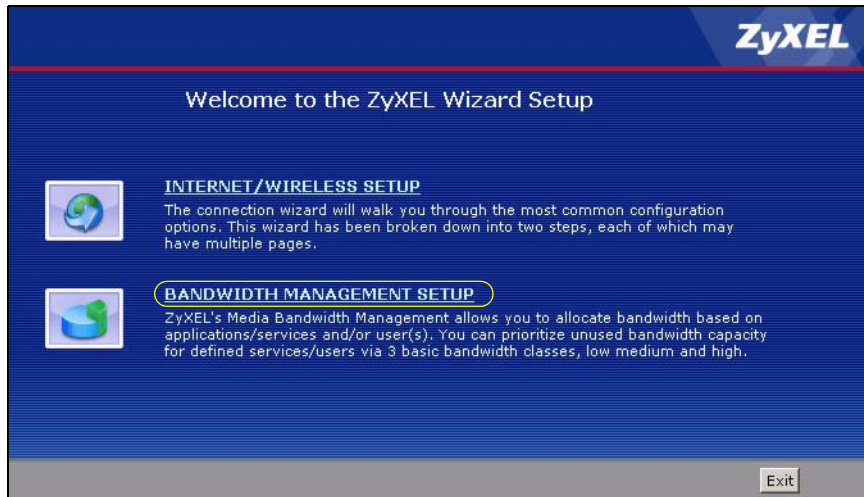 ZyXEL
Welcome to the ZyXEL Wizard Setup
INTERNET/WIRELESS SETUP
The connection wizard will walk you through the most common configuration
options. This wizard has been broken down into two steps, each of which may
have multiple pages.
BANDWIDTH MANAGEMENT SETUP
ZyXEL's Media Bandwidth Management allows you to allocate bandwidth based on
applications/services and/or user(s). You can prioritize unused bandwidth capacity
for defined services/users via 3 basic bandwidth classes, low medium and high.
Exit